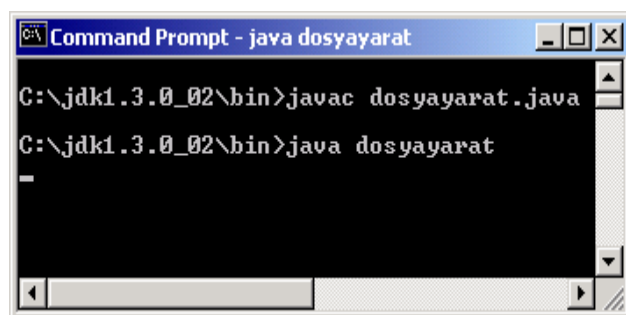 Command Prompt - java dosyayarat
C:\jdk1.3.0_02\bin>javac dosyayarat.java
C:\jdk1.3.0_02\bin>java dosyayarat